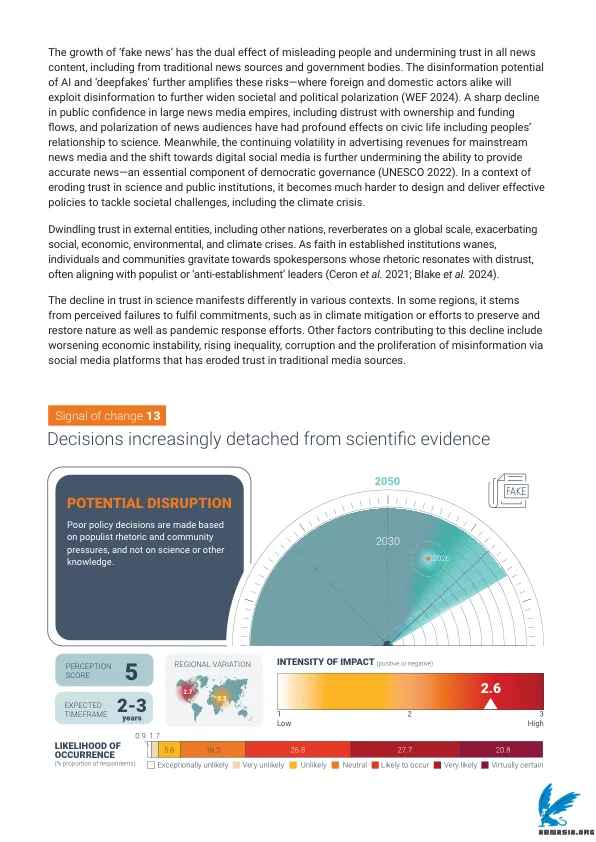 The growth of ‘fake news’ has the dual effect of misleading people and undermining trust in all news
content, including from traditional news sources and government bodies. The disinformation potential
of AI and ‘deepfakes’ further amplifies these risks—where foreign and domestic actors alike will
exploit disinformation to further widen societal and political polarization (WEF 2024). A sharp decline
in public confidence in large news media empires, including distrust with ownership and funding
flows, and polarization of news audiences have had profound effects on civic life including peoples’
relationship to science. Meanwhile, the continuing volatility in advertising revenues for mainstream
news media and the shift towards digital social media is further undermining the ability to provide
accurate news—an essential component of democratic governance (UNESCO 2022). In a context of
eroding trust in science and public institutions, it becomes much harder to design and deliver effective
policies to tackle societal challenges, including the climate crisis.
Dwindling trust in external entities, including other nations, reverberates on a global scale, exacerbating
social, economic, environmental, and climate crises. As faith in established institutions wanes,
individuals and communities gravitate towards spokespersons whose rhetoric resonates with distrust,
often aligning with populist or ‘anti-establishment’ leaders (Ceron et al. 2021; Blake et al. 2024).
The decline in trust in science manifests differently in various contexts. In some regions, it stems
from perceived failures to fulfil commitments, such as in climate mitigation or efforts to preserve and
restore nature as well as pandemic response efforts. Other factors contributing to this decline include
worsening economic instability, rising inequality, corruption and the proliferation of misinformation via
social media platforms that has eroded trust in traditional media sources.
Signal of change 13
Decisions increasingly detached from scientific evidence
2050
FAKE
POTENTIAL DISRUPTION
Poor policy decisions are made based
on populist rhetoric and community
pressures, and not on science or other
knowledge.
2030
2026
PERCEPTION
SCORE
5
EXPECTED
TIMEFRAME
2-3
years
REGIONAL VARIATION
2.7
INTENSITY OF IMPACT (positive or negative)
2.6
1 2 3
Low High
LIKELIHOOD OF
OCCURRENCE
(% proportion of respondents)
0.9 1.7
5.6 16.5 26.8 27.7 20.8
Exceptionally unlikely Very unlikely Unlikely Neutral Likely to occur Very likely Virtually certain
ABNASIA.ORG